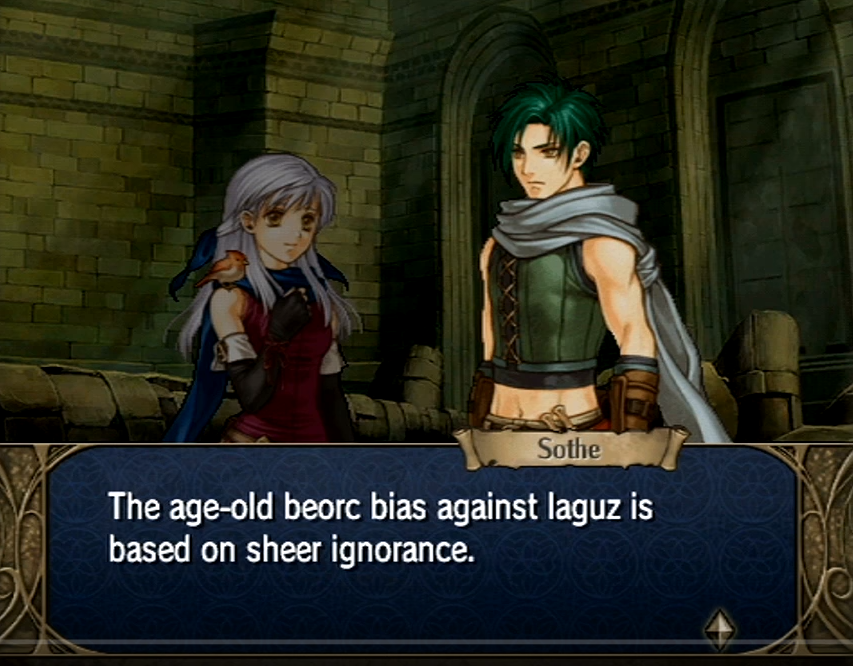 Sothe
The age-old beorc bias against laguz is
based on sheer ignorance.